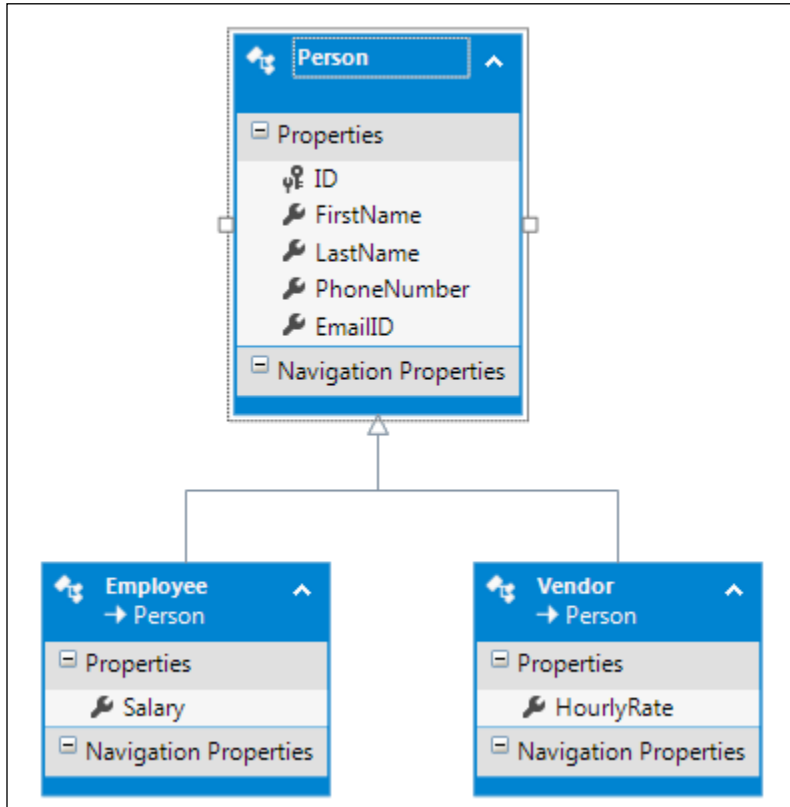 Person
Properties
ID
FirstName
LastName
PhoneNumber
EmailID
Navigation Properties
Employee
→ Person
Properties
Salary
Navigation Properties
Vendor
→ Person
Properties
HourlyRate
Navigation Properties